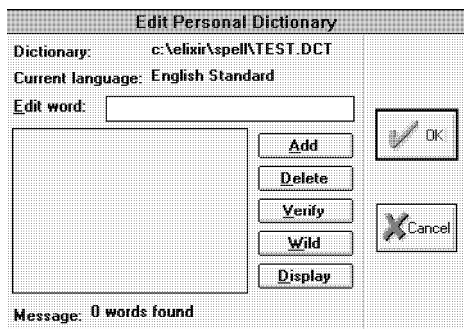 Edit Personal Dictionary
Dictionary: c:\elixir\spell\TEST.DCT
Current language: English Standard
Edit word:
Add
OK
Delete
Verify
Cancel
Wild
Display
Message: 0 words found